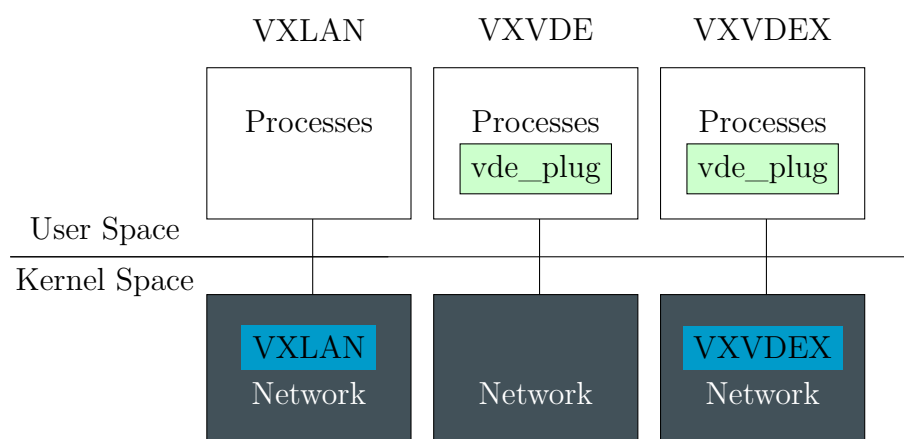 VXLAN VXVDE VXVDEX
Processes Processes Processes
vde_plug vde_plug
User Space
Kernel Space
VXLAN VXVDEX
Network Network Network